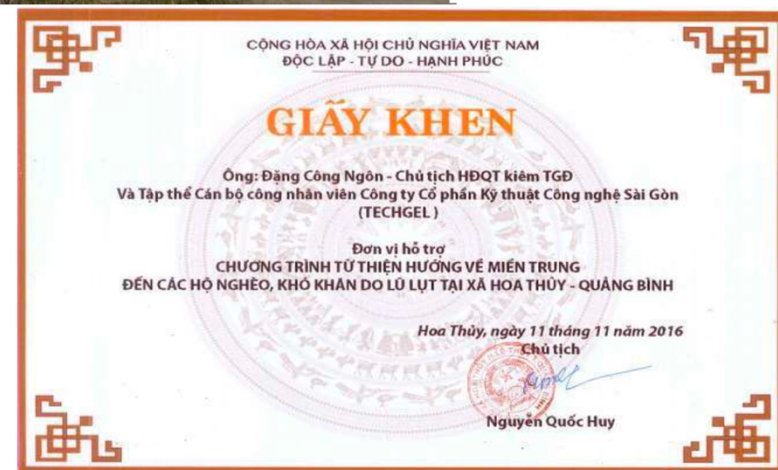 CỘNG HÒA XÃ HỘI CHỦ NGHĨA VIỆT NAM
ĐỘC LẬP - TỰ DO - HẠNH PHÚC
GIẤY KHEN
Ông: Đặng Công Ngôn - Chủ tịch HĐQT kiêm TGĐ
Và Tập thể Cán bộ công nhân viên Công ty Cổ phần Kỹ thuật Công nghệ Sài Gòn
(TECHGEL )
Đơn vị hỗ trợ
CHƯƠNG TRÌNH TỪ THIỆN HƯỚNG VỀ MIỀN TRUNG
ĐẾN CÁC HỘ NGHÈO, KHÓ KHĂN DO LŨ LỤT TẠI XÃ HOA THỦY - QUẢNG BÌNH
Hoa Thủy, ngày 11 tháng 11 năm 2016
Chủ tịch
Nguyễn Quốc Huy